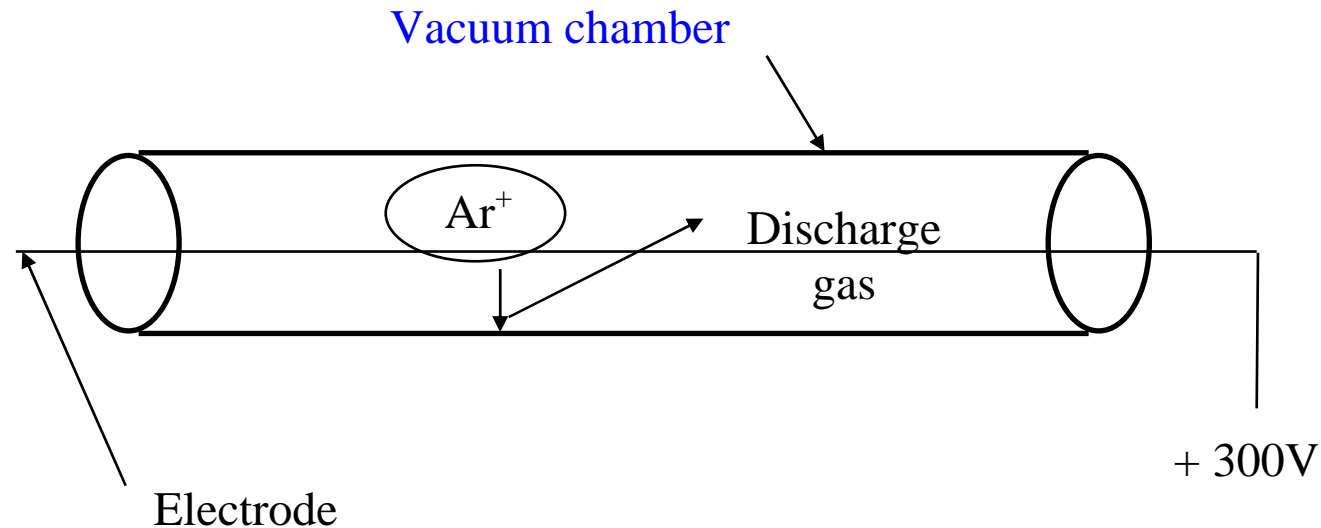 Vacuum chamber
Ar⁺
Discharge
gas
+ 300V
Electrode